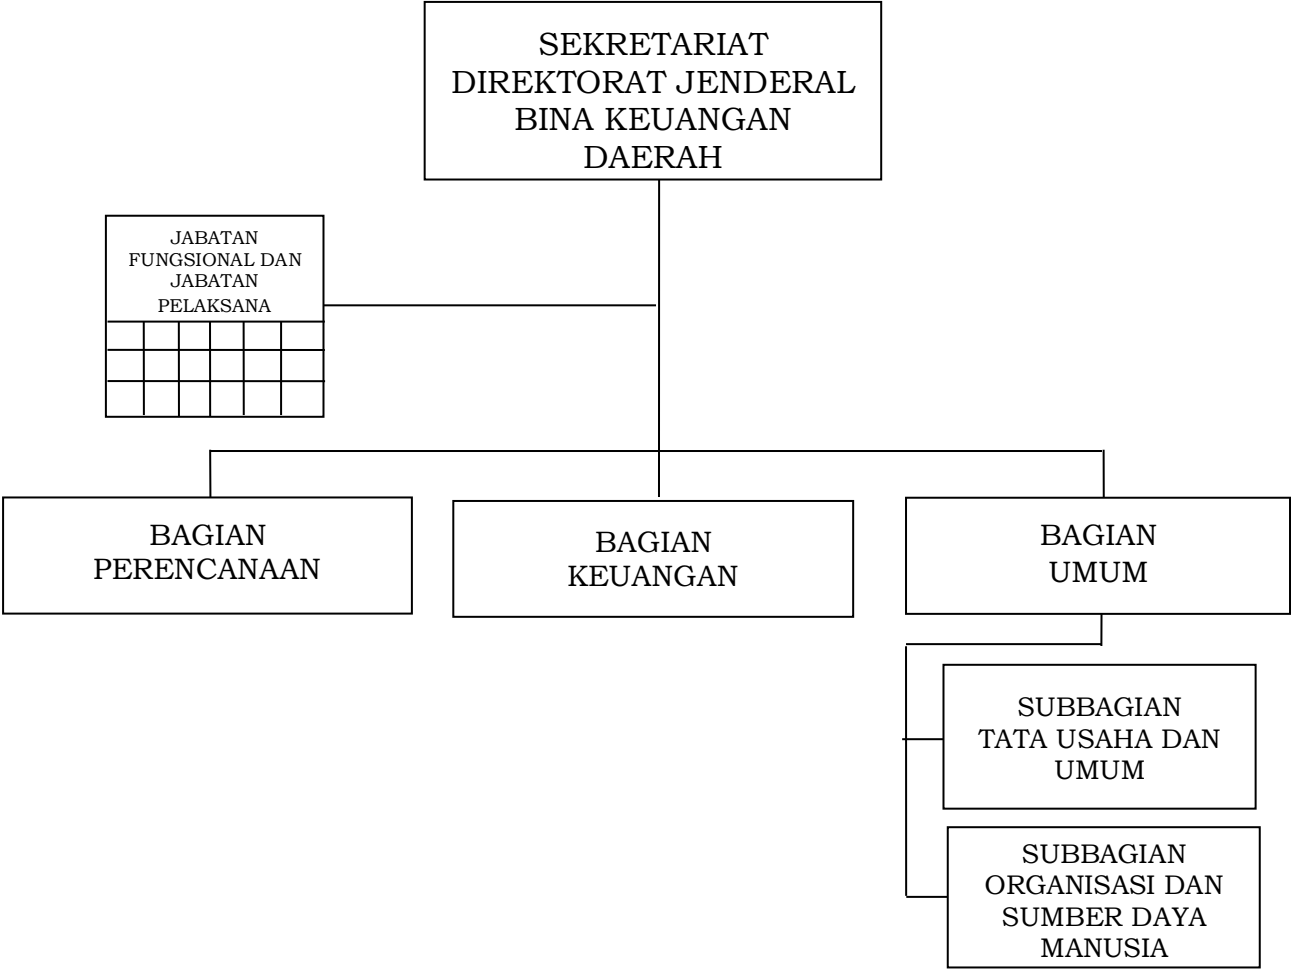 SEKRETARIAT
DIREKTORAT JENDERAL
BINA KEUANGAN
DAERAH
JABATAN
FUNGSIONAL DAN
JABATAN
PELAKSANA
BAGIAN
PERENCANAAN
BAGIAN
KEUANGAN
BAGIAN
UMUM
SUBBAGIAN
TATA USAHA DAN
UMUM
SUBBAGIAN
ORGANISASI DAN
SUMBER DAYA
MANUSIA